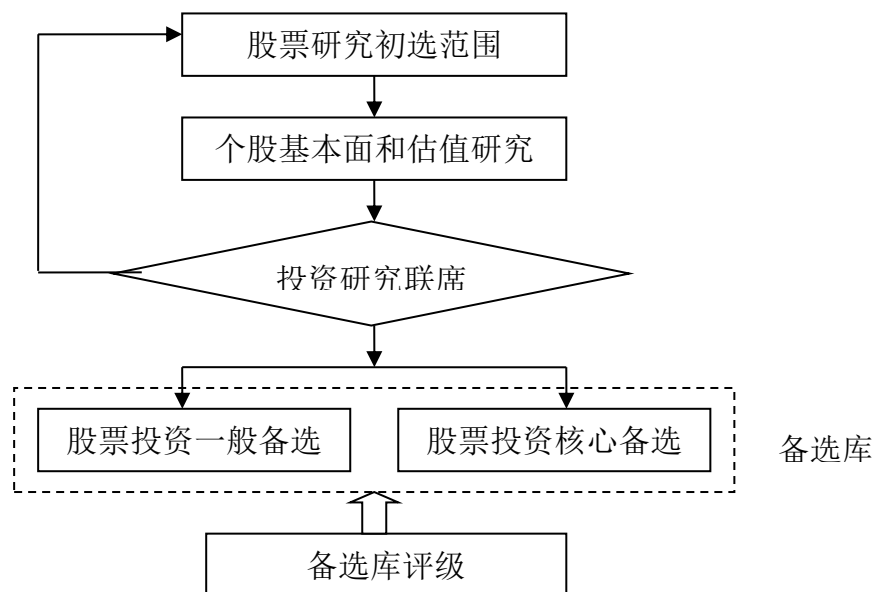 股票研究初选范围
个股基本面和估值研究
投资研究联席
股票投资一般备选
股票投资核心备选
备选库
备选库评级